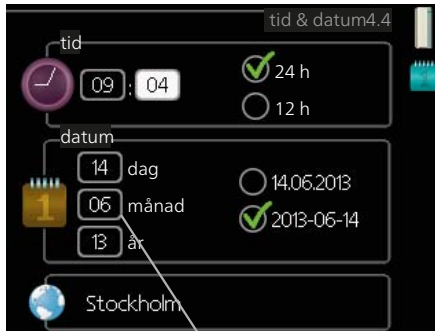 tid & datum4.4
tid
09 : 04
24 h
12 h
datum
14 dag
06 månad
13 år
14.06.2013
2013-06-14
Stockholm